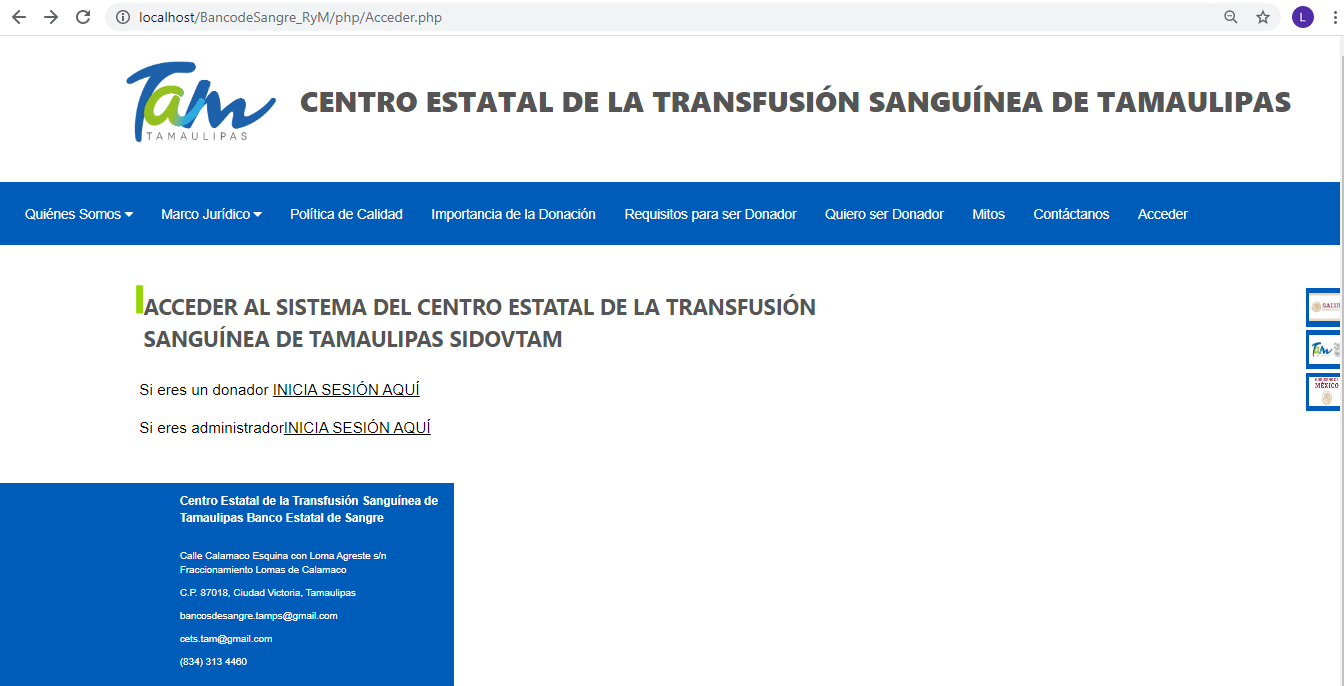 localhost/BancodeSangre_RyM/php/Acceder.php
L
Tam
TAMAULIPAS
CENTRO ESTATAL DE LA TRANSFUSIÓN SANGUÍNEA DE TAMAULIPAS
Quiénes Somos Marco Jurídico Política de Calidad Importancia de la Donación Requisitos para ser Donador Quiero ser Donador Mitos Contáctanos Acceder
ACCEDER AL SISTEMA DEL CENTRO ESTATAL DE LA TRANSFUSIÓN
SANGUÍNEA DE TAMAULIPAS SIDOVTAM
Si eres un donador INICIA SESIÓN AQUÍ
Si eres administradorINICIA SESIÓN AQUÍ
Tam
MÉXICO
Centro Estatal de la Transfusión Sanguínea de
Tamaulipas Banco Estatal de Sangre
Calle Calamaco Esquina con Loma Agreste s/n
Fraccionamiento Lomas de Calamaco
C.P. 87018, Ciudad Victoria, Tamaulipas
bancosdesangre.tamps@gmail.com
cets.tam@gmail.com
(834) 313 4460